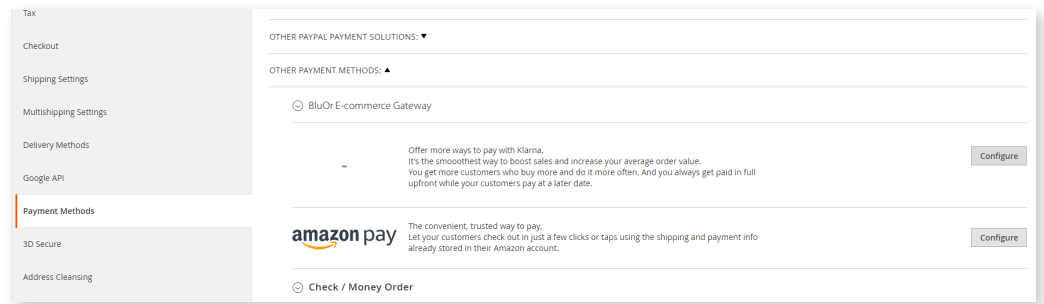 Tax
Checkout
Shipping Settings
Multishipping Settings
Delivery Methods
Google API
Payment Methods
3D Secure
Address Cleansing
OTHER PAYPAL PAYMENT SOLUTIONS:
OTHER PAYMENT METHODS:
BluOr E-commerce Gateway
Offer more ways to pay with Klarna.
It's the smooothest way to boost sales and increase your average order value.
You get more customers who buy more and do it more often. And you always get paid in full
upfront while your customers pay at a later date.
Configure
amazon pay
The convenient, trusted way to pay.
Let your customers check out in just a few clicks or taps using the shipping and payment info
already stored in their Amazon account.
Configure
Check / Money Order